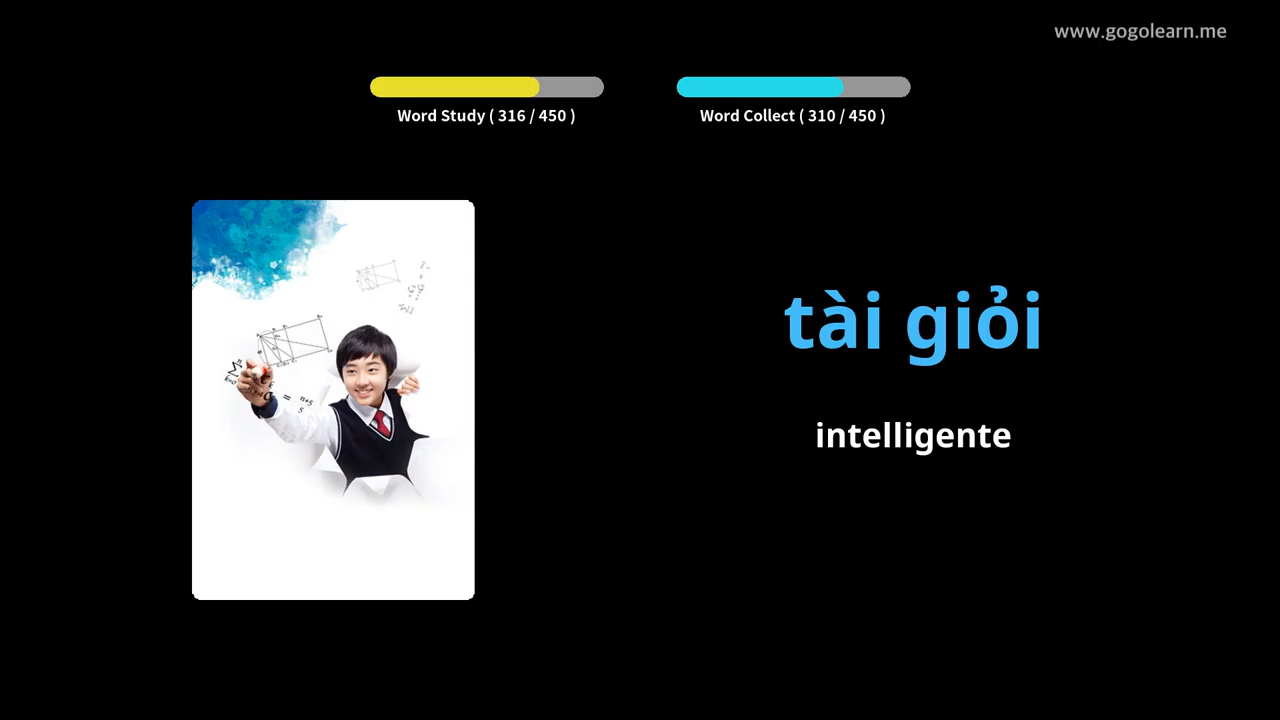 www.gogolearn.me
Word Study ( 316 / 450 )
Word Collect ( 310 / 450 )
tài giỏi
intelligente